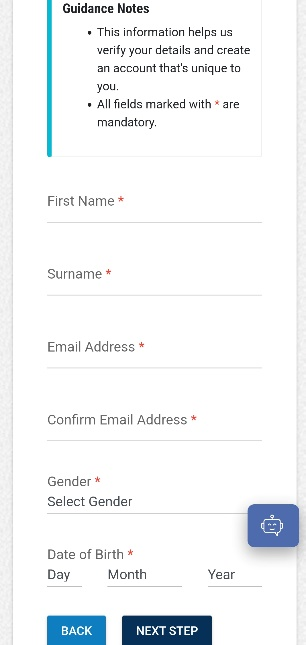 Guidance Notes
• This information helps us
verify your details and create
an account that's unique to
you.
• All fields marked with * are
mandatory.
First Name *
Surname *
Email Address *
Confirm Email Address *
Gender *
Select Gender
Date of Birth *
Day Month Year
BACK NEXT STEP